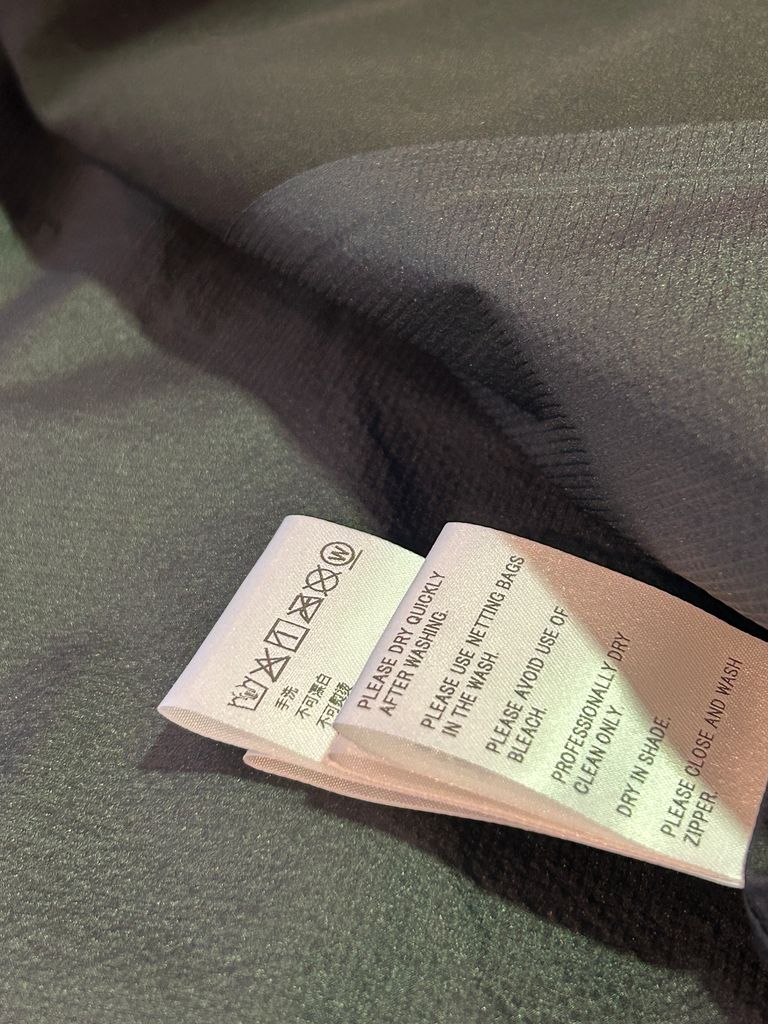 W
手洗
不可漂白
不可熨燙
PLEASE DRY QUICKLY
AFTER WASHING.
PLEASE USE NETTING BAGS
IN THE WASH.
PLEASE AVOID USE OF
BLEACH.
PROFESSIONALLY DRY
CLEAN ONLY.
DRY IN SHADE.
PLEASE CLOSE AND WASH
ZIPPER.